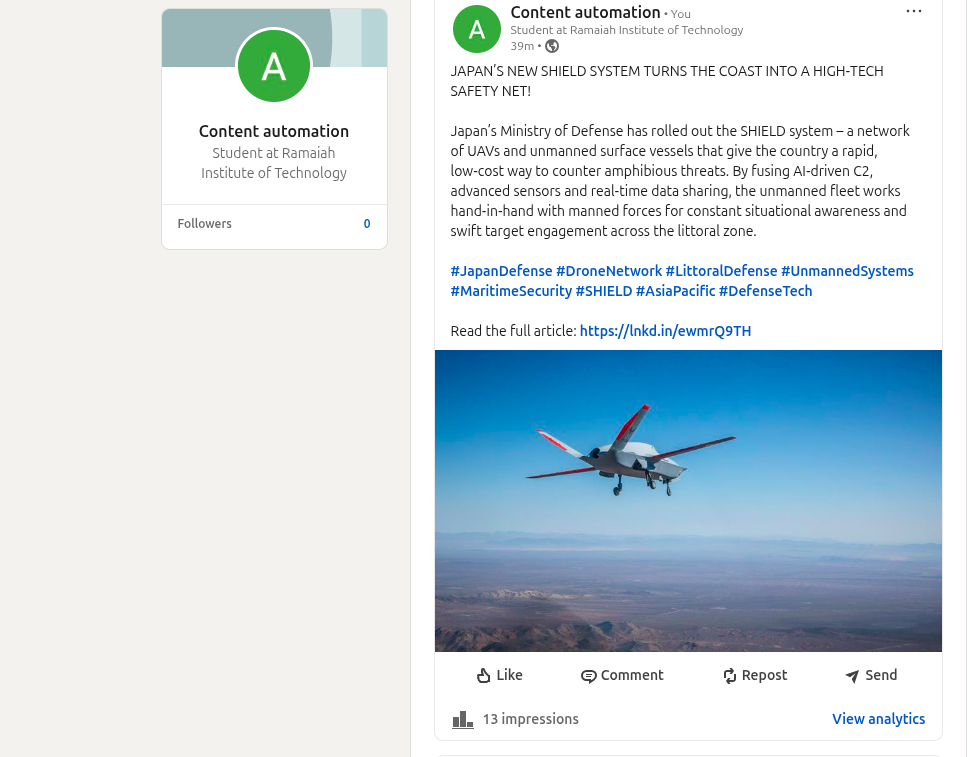 A
Content automation
Student at Ramaiah
Institute of Technology
Followers 0
A
Content automation • You
Student at Ramaiah Institute of Technology
39m •
JAPAN’S NEW SHIELD SYSTEM TURNS THE COAST INTO A HIGH-TECH
SAFETY NET!
Japan’s Ministry of Defense has rolled out the SHIELD system – a network
of UAVs and unmanned surface vessels that give the country a rapid,
low‑cost way to counter amphibious threats. By fusing AI‑driven C2,
advanced sensors and real‑time data sharing, the unmanned fleet works
hand‑in‑hand with manned forces for constant situational awareness and
swift target engagement across the littoral zone.
#JapanDefense #DroneNetwork #LittoralDefense #UnmannedSystems
#MaritimeSecurity #SHIELD #AsiaPacific #DefenseTech
Read the full article: https://lnkd.in/ewmrQ9TH
Like Comment Repost Send
13 impressions View analytics